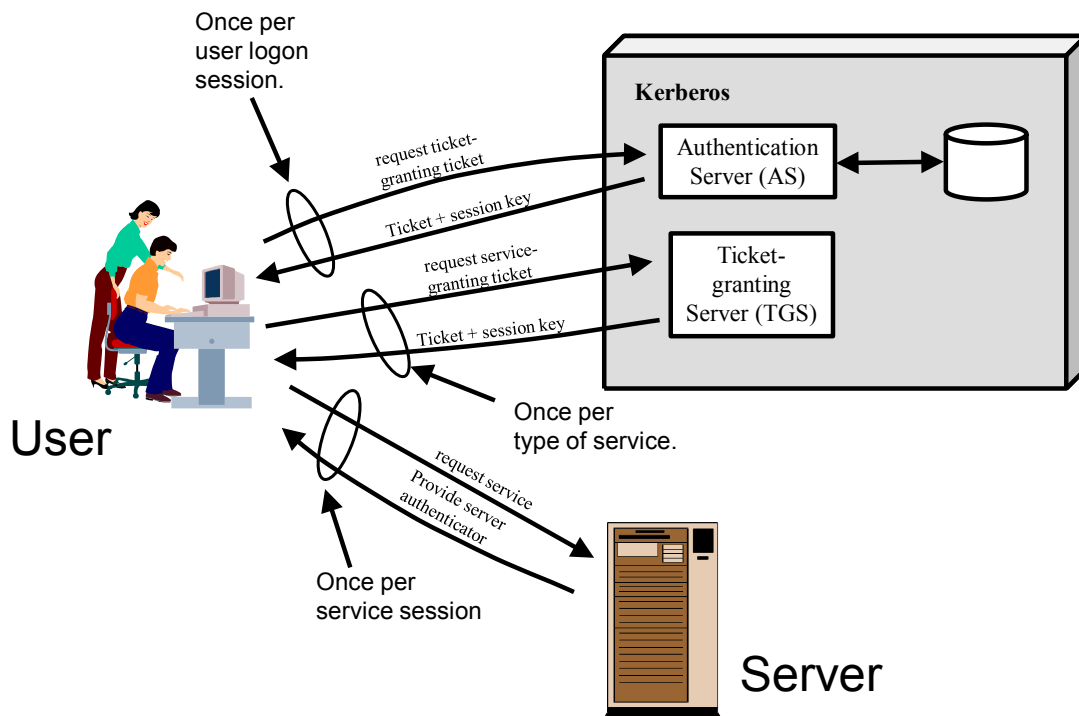 Once per
user logon
session.
Kerberos
request ticket-
granting ticket
Authentication
Server (AS)
Ticket + session key
request service-
granting ticket
Ticket-
granting
Server (TGS)
Ticket + session key
Once per
type of service.
User
request service
Provide server
authenticator
Once per
service session
Server